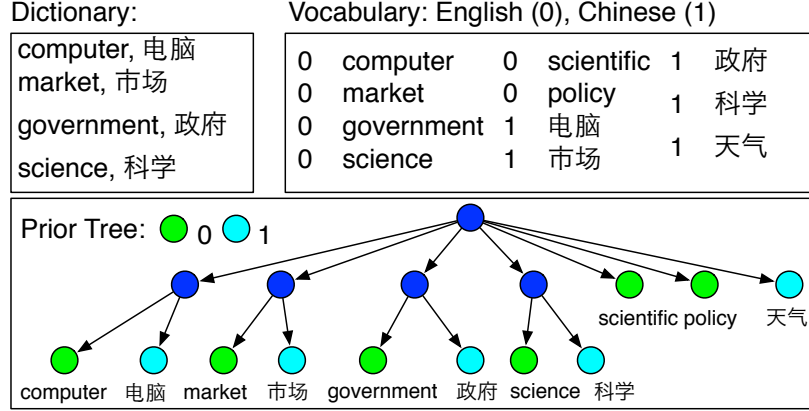 Dictionary:
computer, 电脑
market, 市场
government, 政府
science, 科学
Vocabulary: English (0), Chinese (1)
0 computer 0 scientific 1 政府
0 market 0 policy 1 科学
0 government 1 电脑 1 天气
0 science 1 市场
Prior Tree: 0 1
scientific policy 天气
computer 电脑 market 市场 government 政府 science 科学